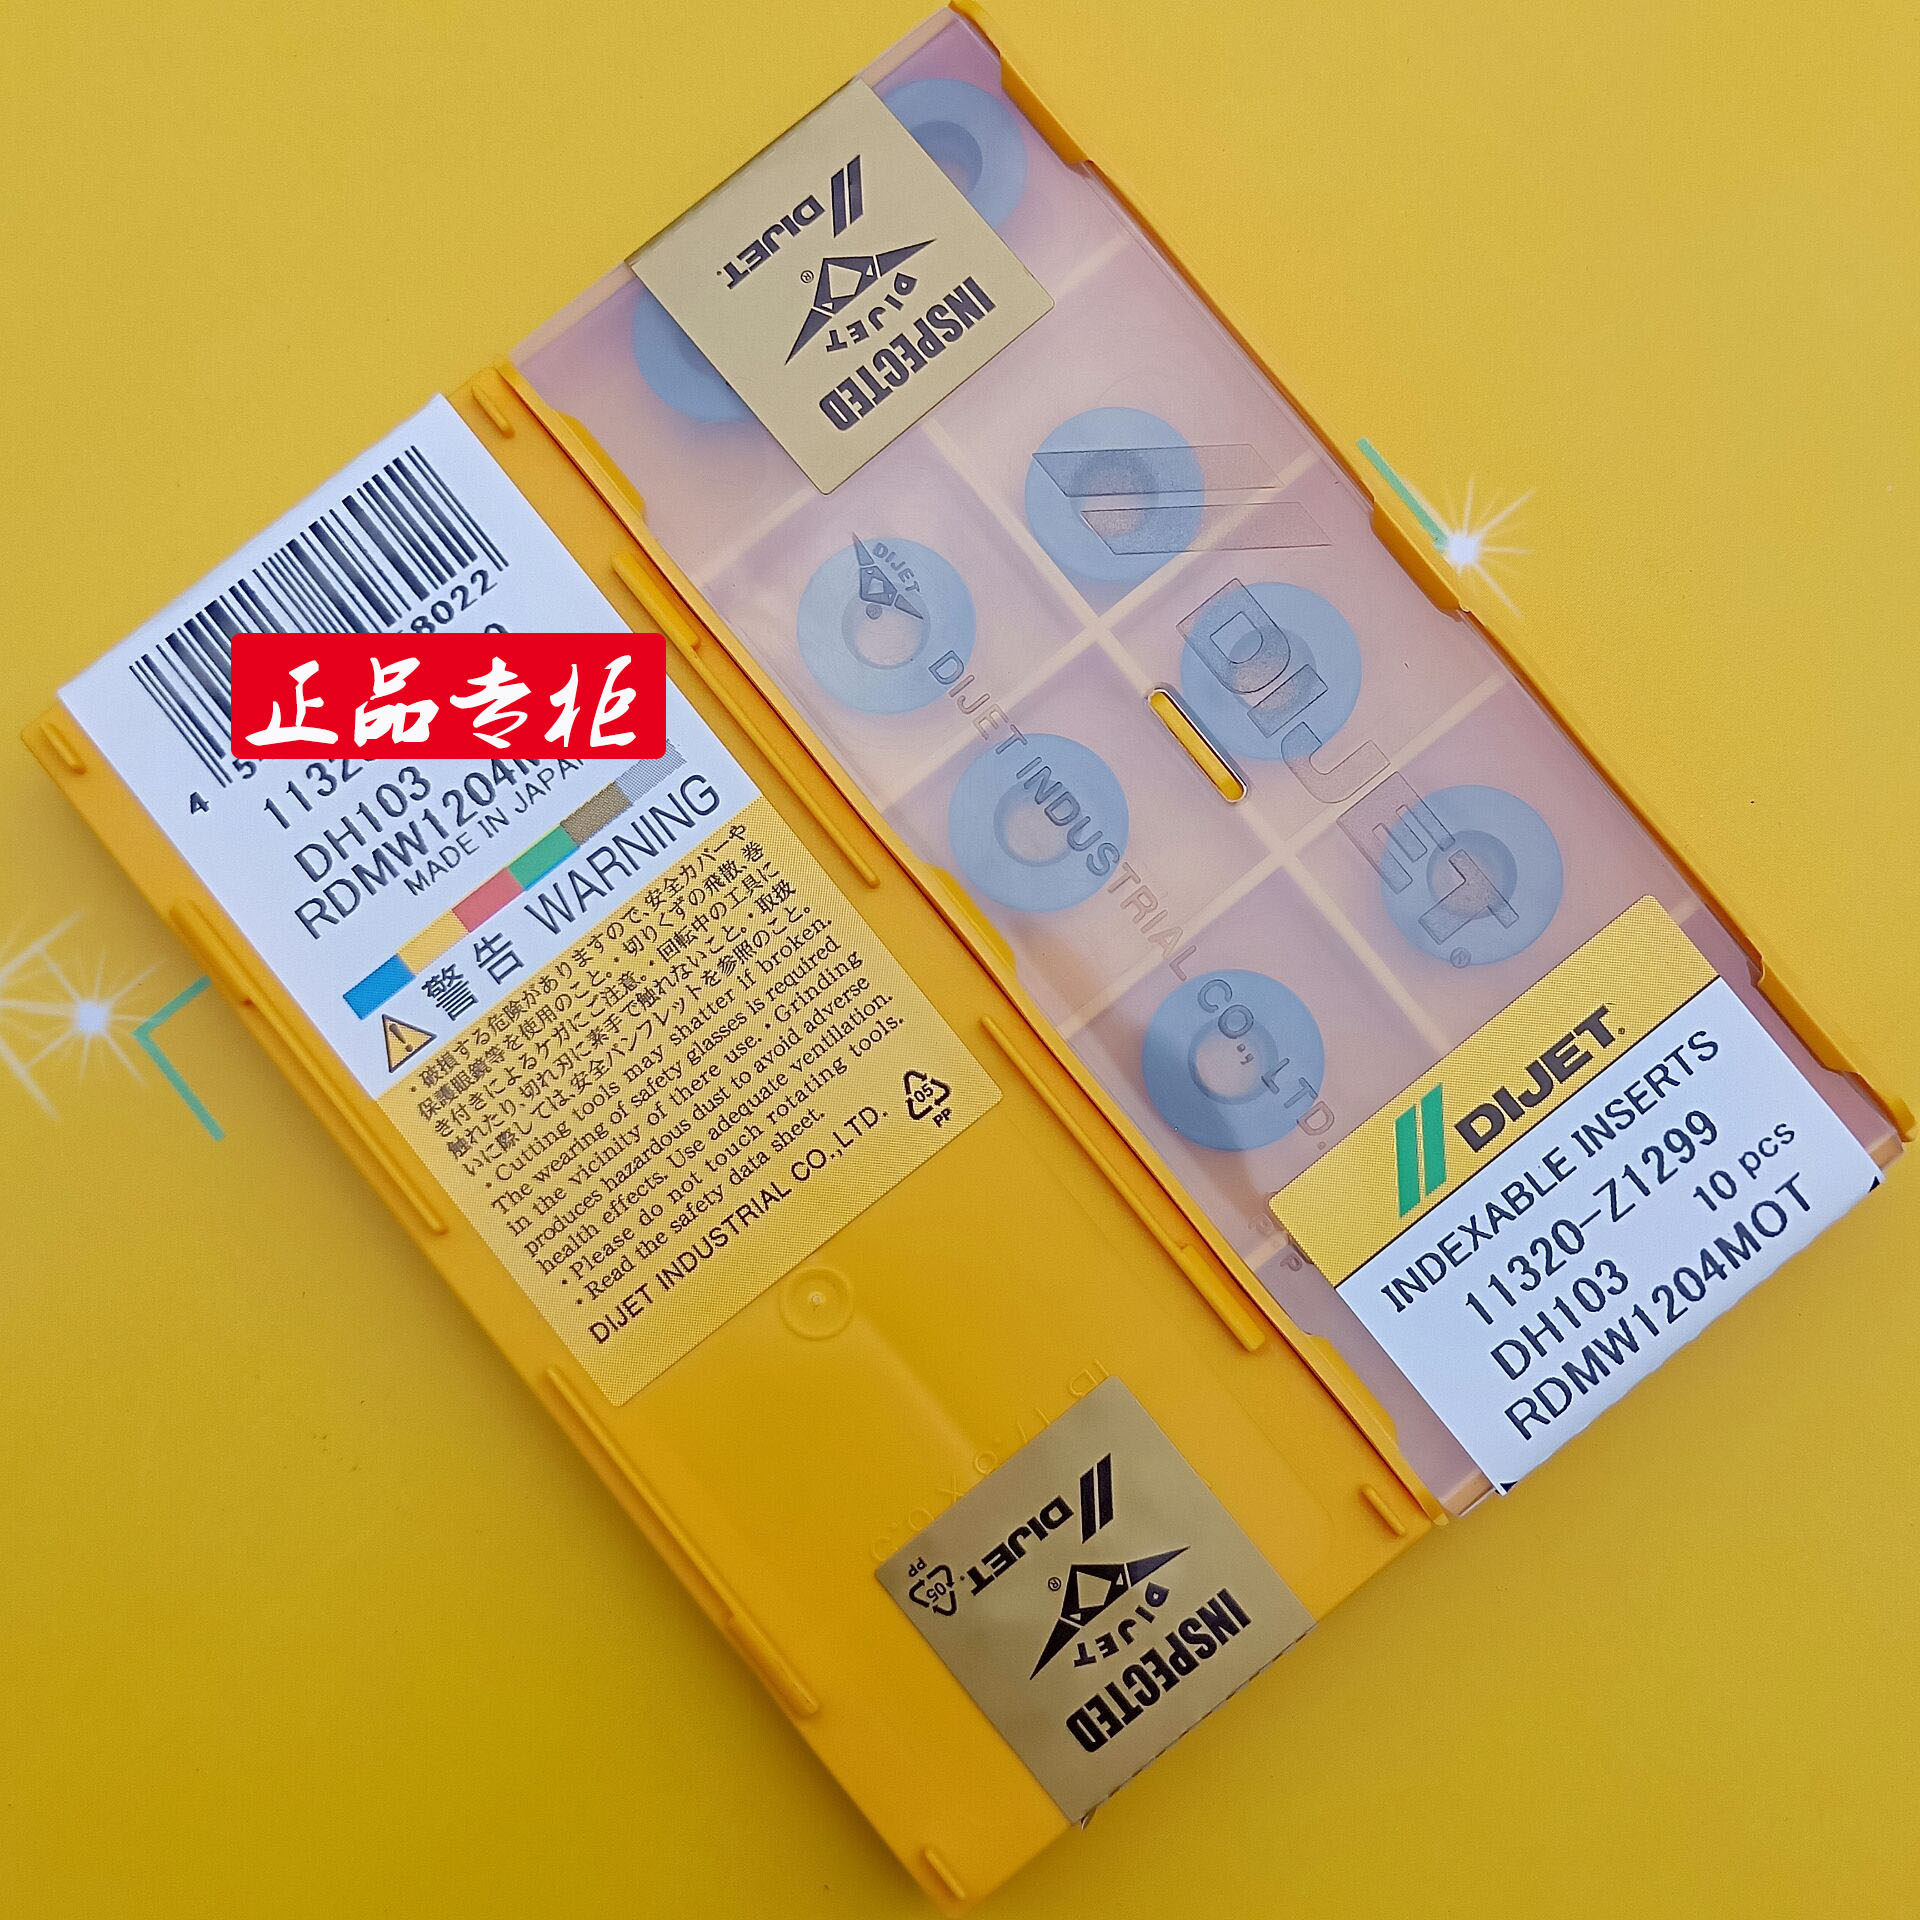 正品专柜
58022
DH103
RDMW1204M
MADE IN JAPAN
警告 WARNING
・破損する危険がありますので、安全カバーや
保護眼鏡等を使用のこと。・切りくずの飛散、巻
き付きによるケガにご注意。・回転中の工具に
触れたり、切れ刃に素手で触れないこと。・取扱
いに際しては、安全パンフレットを参照のこと。
・Cutting tools may shatter if broken.
The wearing of safety glasses is required
in the vicinity of there use. ・Grinding
produces hazardous dust to avoid adverse
health effects. Use adequate ventilation.
・Please do not touch rotating tools.
・Read the safety data sheet.
DIJET INDUSTRIAL CO.,LTD.
05
PP
DIJET
DIJET
INSPECTED
DIJET
DIJET INDUSTRIAL CO., LTD.
DIJET
PP
DIJET
INDEXABLE INSERTS
11320-Z1299
10 pcs
DH103
RDMW1204MOT
05
PP
DIJET
DIJET
INSPECTED